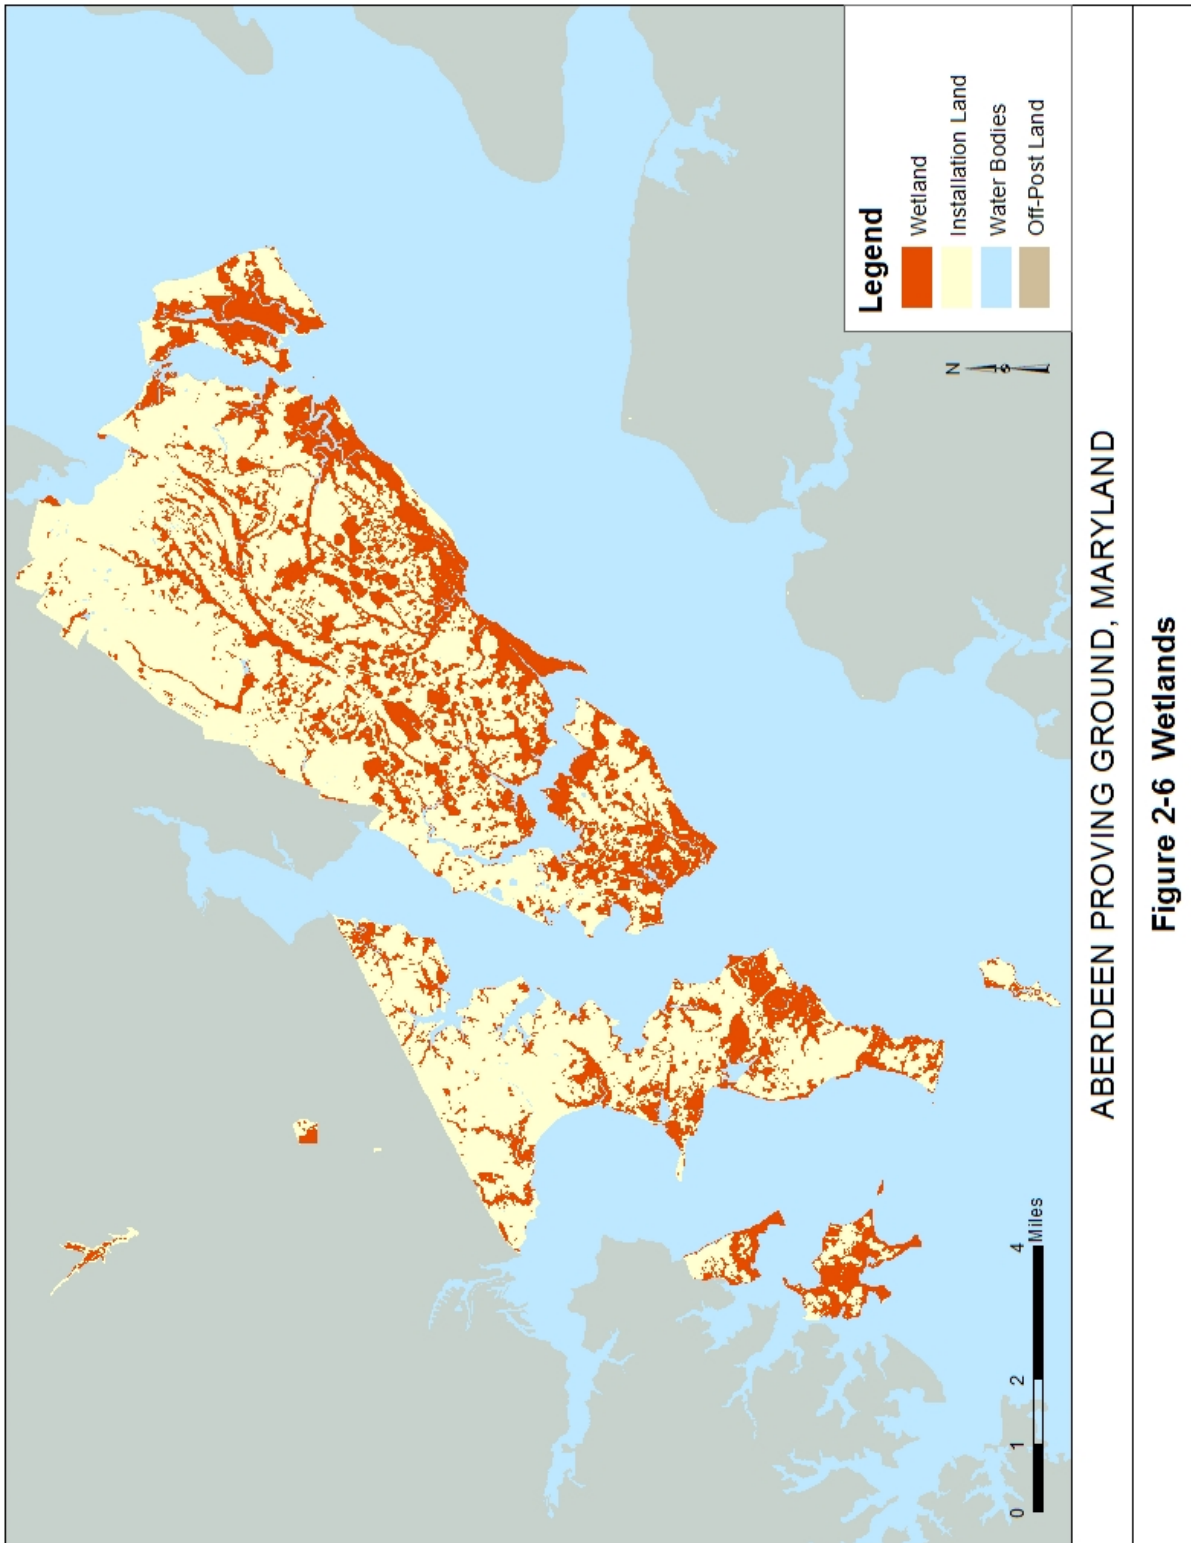 Legend
Wetland
Installation Land
Water Bodies
Off-Post Land
N
0 1 2 4
Miles
ABERDEEN PROVING GROUND, MARYLAND
Figure 2-6 Wetlands